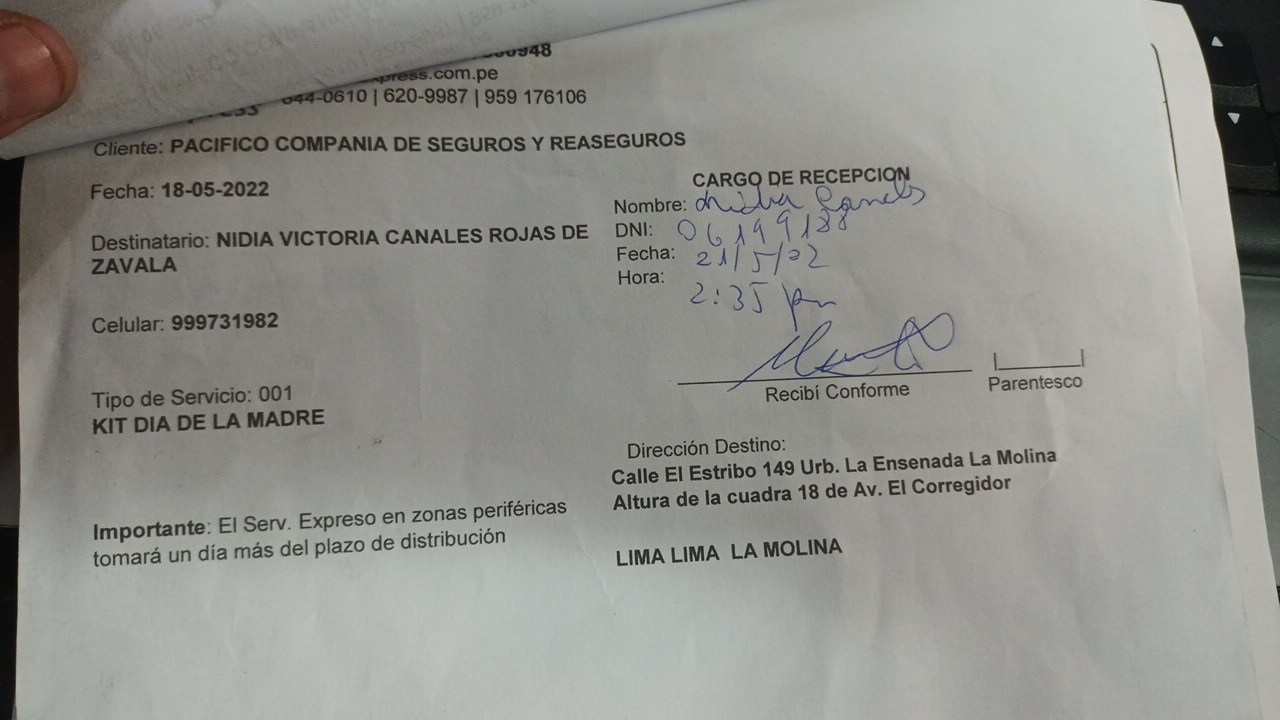 948
express.com.pe
644-0610 | 620-9987 | 959 176106
Cliente: PACIFICO COMPANIA DE SEGUROS Y REASEGUROS
Fecha: 18-05-2022
Destinatario: NIDIA VICTORIA CANALES ROJAS DE
ZAVALA
Celular: 999731982
Tipo de Servicio: 001
KIT DIA DE LA MADRE
Importante: El Serv. Expreso en zonas periféricas
tomará un día más del plazo de distribución
CARGO DE RECEPCION
Nombre: Nidia Canales
DNI: 06199188
Fecha: 21/5/22
Hora: 2:35 pm
Recibí Conforme
Parentesco
Dirección Destino:
Calle El Estribo 149 Urb. La Ensenada La Molina
Altura de la cuadra 18 de Av. El Corregidor
LIMA LIMA LA MOLINA